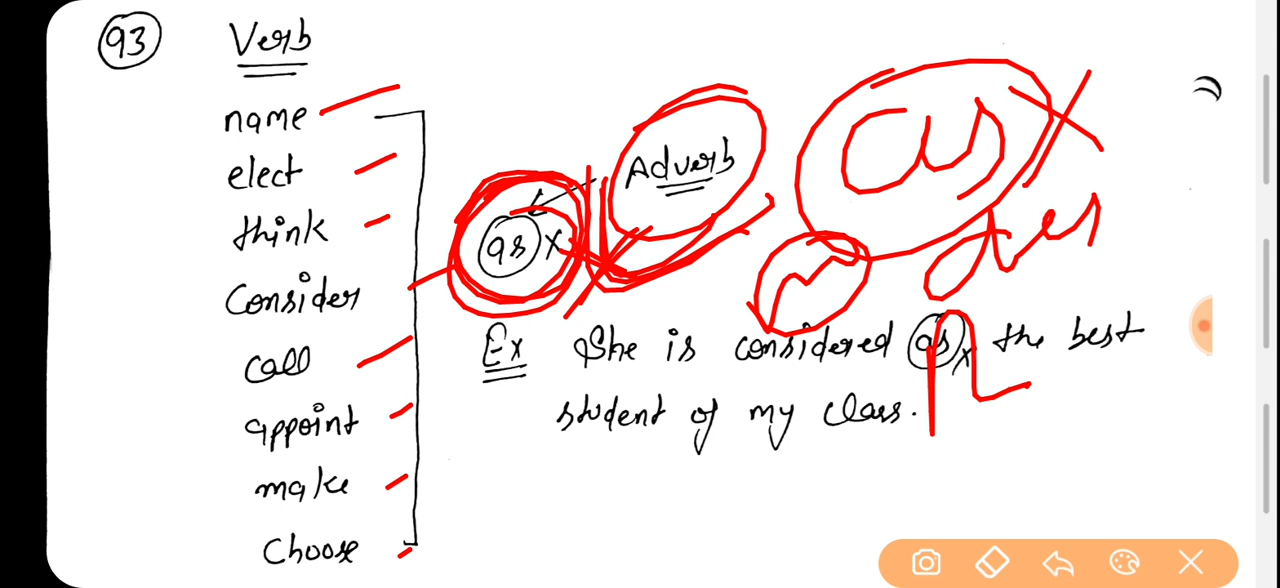 93 Verb
name
elect
think
Consider
call
appoint
make
Choose
Adverb
as x
as x
Ex She is considered as x the best
student of my class.